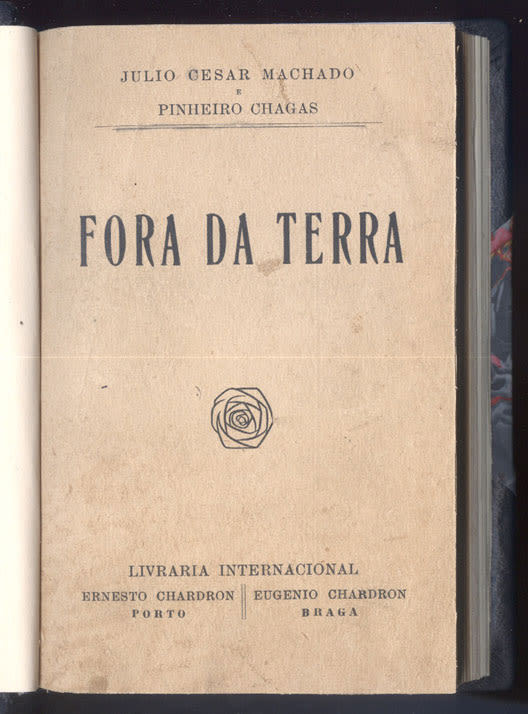 JULIO CESAR MACHADO
E
PINHEIRO CHAGAS
FORA DA TERRA
LIVRARIA INTERNACIONAL
ERNESTO CHARDRON
PORTO
EUGENIO CHARDRON
BRAGA